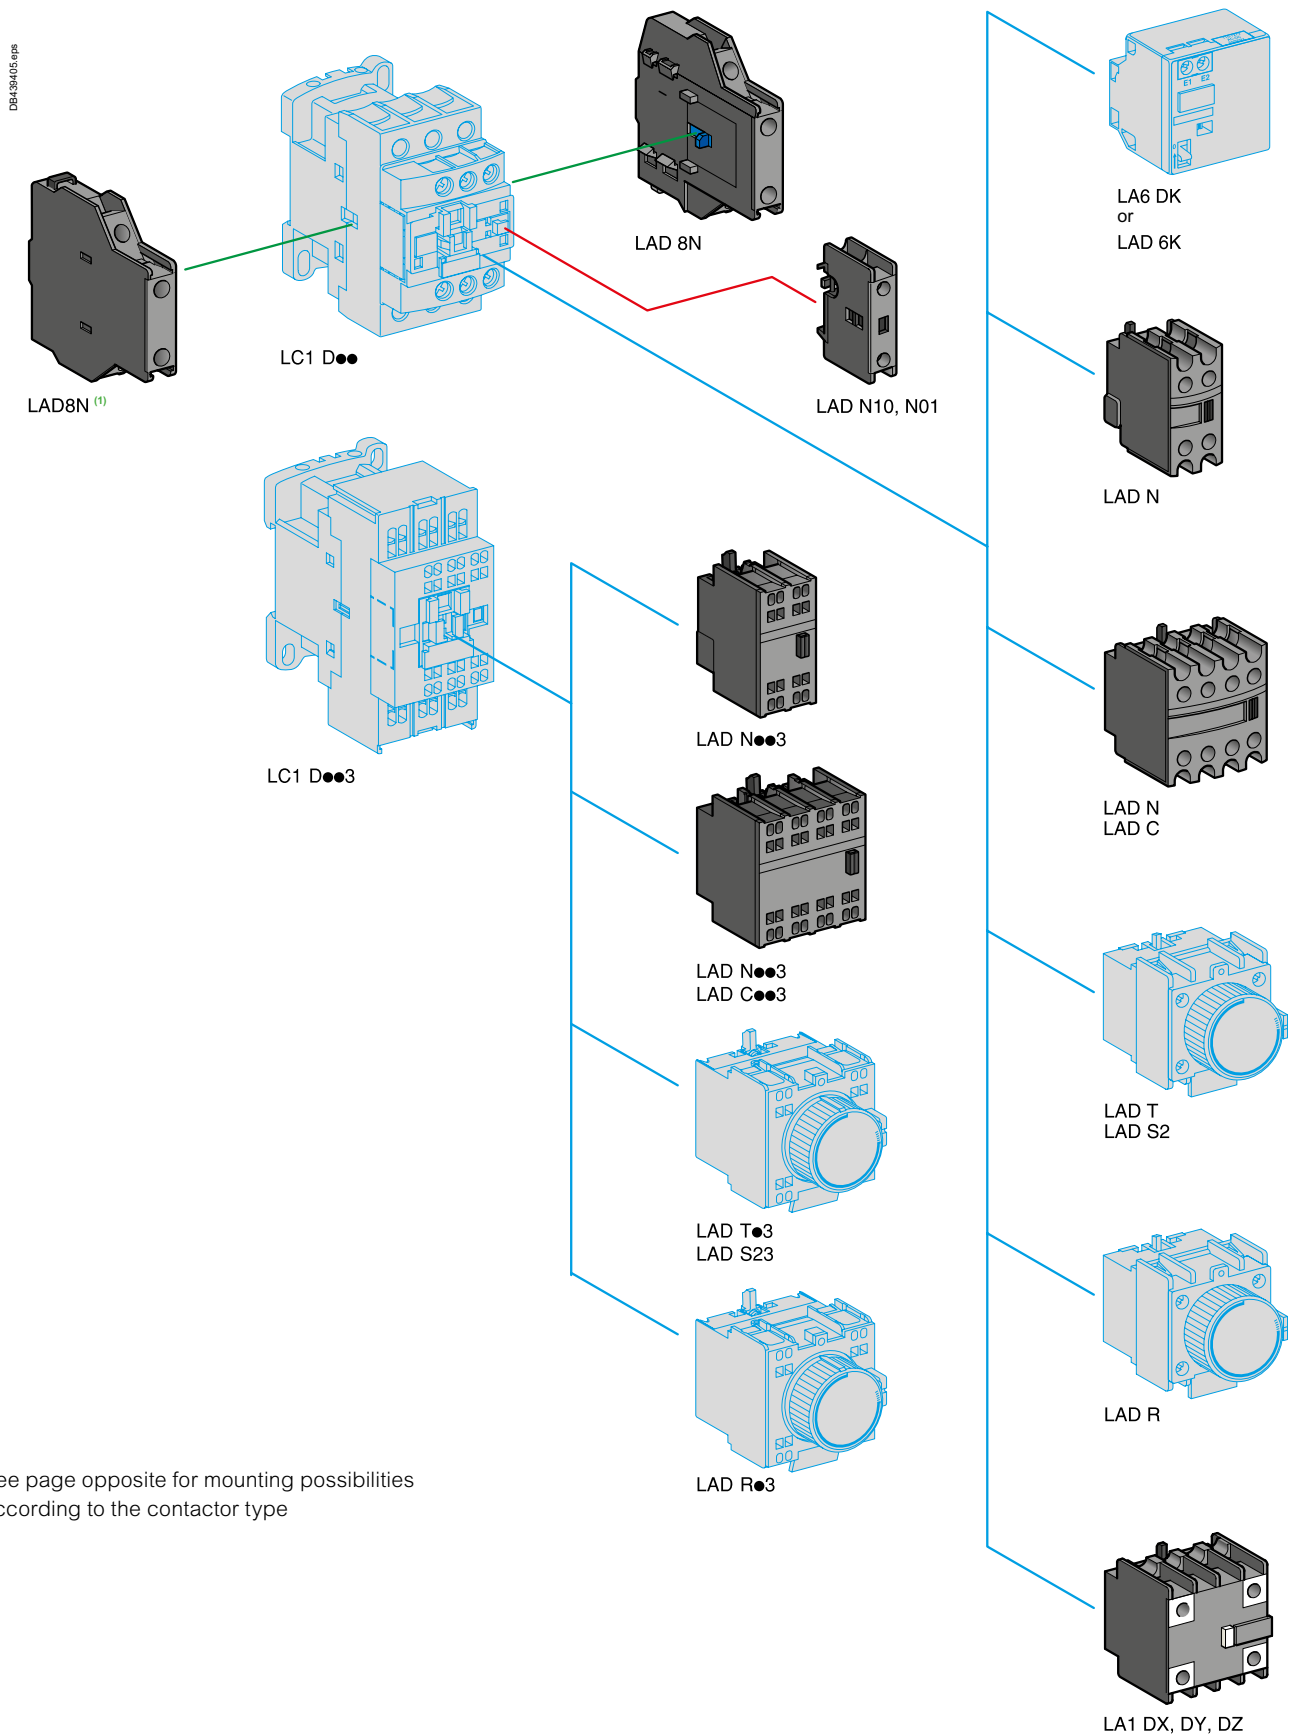 DB439405.eps
E1 E2
LA6 DK
or
LAD 6K
LAD 8N
LC1 D●●
LAD8N (1)
LAD N10, N01
LAD N
LAD N●●3
LC1 D●●3
LAD N
LAD C
LAD N●●3
LAD C●●3
LAD T
LAD S2
LAD T●3
LAD S23
LAD R
LAD R●3
ee page opposite for mounting possibilities
ccording to the contactor type
LA1 DX, DY, DZ